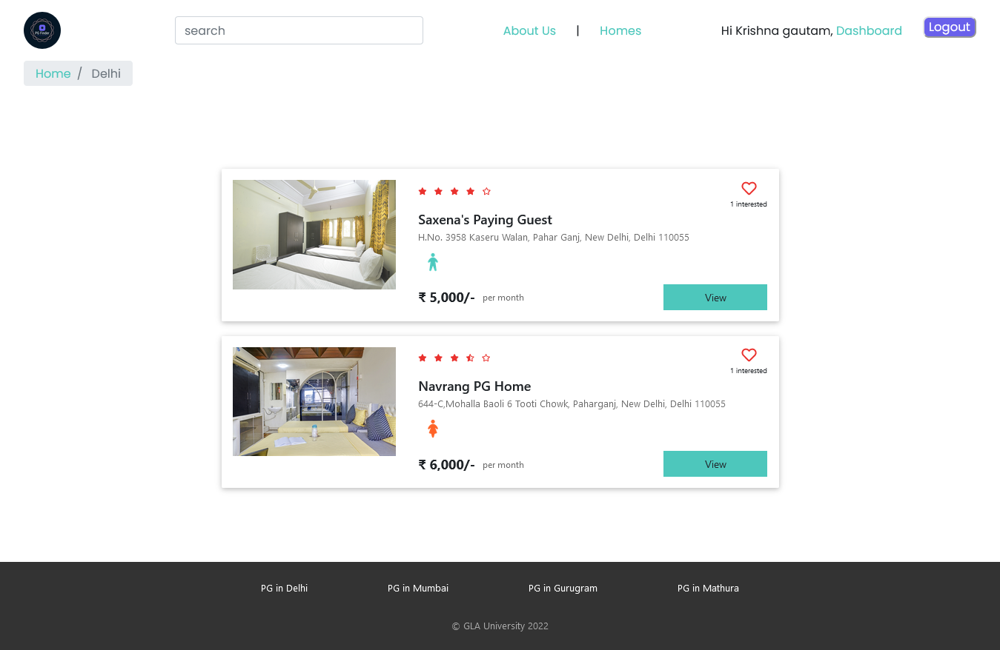 PG Finder
search
About Us | Homes
Hi Krishna gautam, Dashboard
Logout
Home / Delhi
1 interested
Saxena's Paying Guest
H.No. 3958 Kaseru Walan, Pahar Ganj, New Delhi, Delhi 110055
₹ 5,000/- per month
View
1 interested
Navrang PG Home
644-C,Mohalla Baoli 6 Tooti Chowk, Paharganj, New Delhi, Delhi 110055
₹ 6,000/- per month
View
PG in Delhi
PG in Mumbai
PG in Gurugram
PG in Mathura
© GLA University 2022